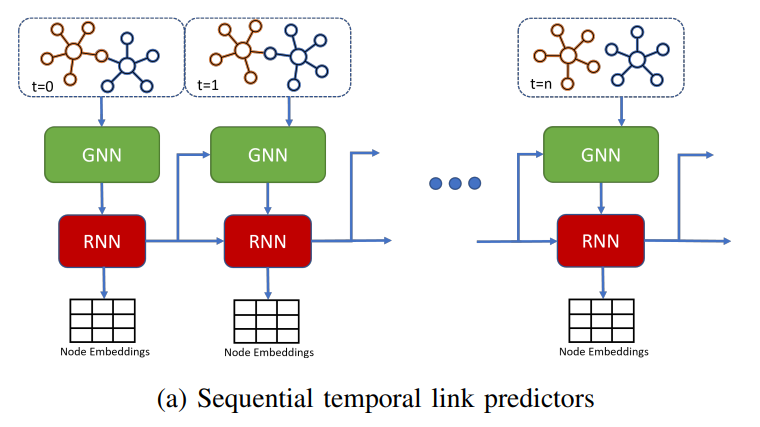 t=0
t=1
t=n
GNN
GNN
GNN
RNN
RNN
RNN
Node Embeddings
Node Embeddings
Node Embeddings
(a) Sequential temporal link predictors